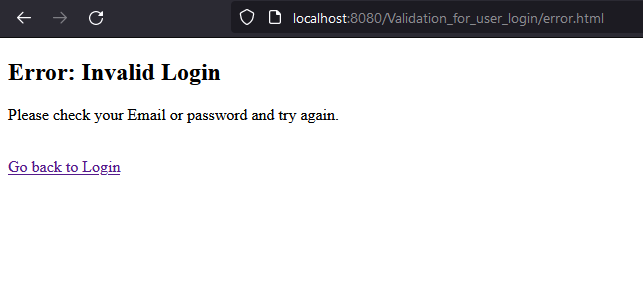 localhost:8080/Validation_for_user_login/error.html
Error: Invalid Login
Please check your Email or password and try again.
Go back to Login